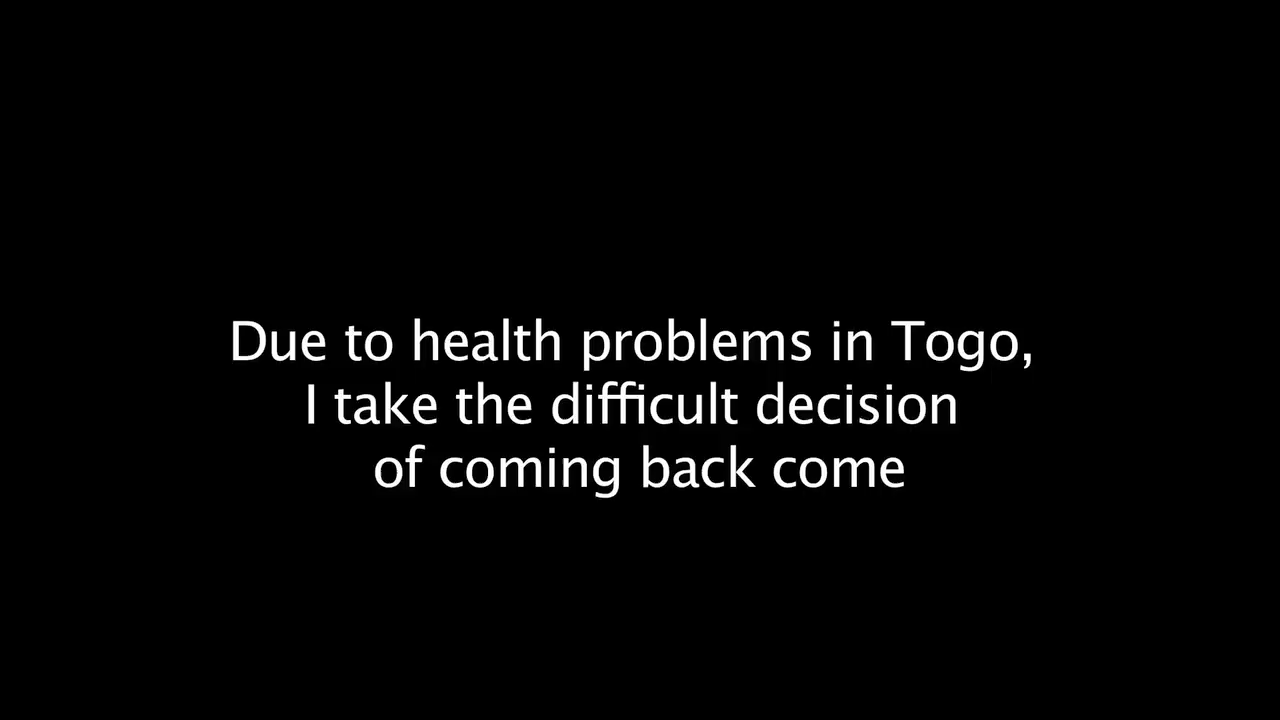 Due to health problems in Togo,
I take the difficult decision
of coming back come